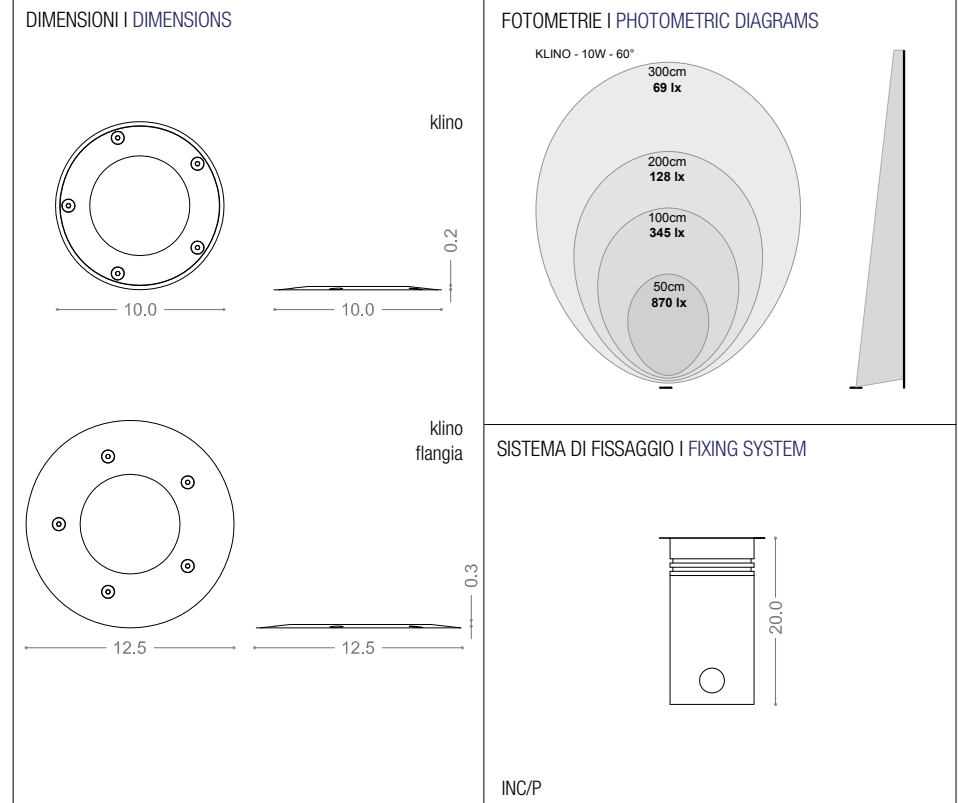 DIMENSIONI I DIMENSIONS
klino
0.2
10.0
10.0
klino
flangia
0.3
12.5
12.5
FOTOMETRIE I PHOTOMETRIC DIAGRAMS
KLINO - 10W - 60°
300cm
69 lx
200cm
128 lx
100cm
345 lx
50cm
870 lx
SISTEMA DI FISSAGGIO I FIXING SYSTEM
20.0
INC/P